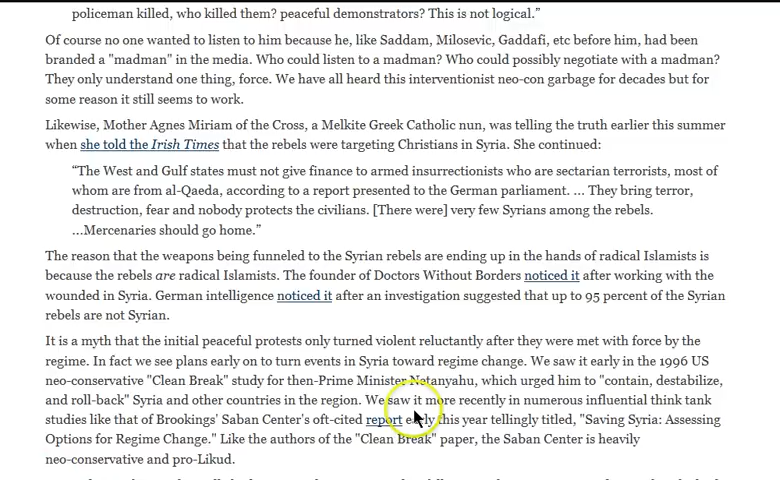 policeman killed, who killed them? peaceful demonstrators? This is not logical.”
Of course no one wanted to listen to him because he, like Saddam, Milosevic, Gaddafi, etc before him, had been
branded a "madman" in the media. Who could listen to a madman? Who could possibly negotiate with a madman?
They only understand one thing, force. We have all heard this interventionist neo-con garbage for decades but for
some reason it still seems to work.
Likewise, Mother Agnes Miriam of the Cross, a Melkite Greek Catholic nun, was telling the truth earlier this summer
when she told the Irish Times that the rebels were targeting Christians in Syria. She continued:
“The West and Gulf states must not give finance to armed insurrectionists who are sectarian terrorists, most of
whom are from al-Qaeda, according to a report presented to the German parliament. ... They bring terror,
destruction, fear and nobody protects the civilians. [There were] very few Syrians among the rebels.
...Mercenaries should go home.”
The reason that the weapons being funneled to the Syrian rebels are ending up in the hands of radical Islamists is
because the rebels are radical Islamists. The founder of Doctors Without Borders noticed it after working with the
wounded in Syria. German intelligence noticed it after an investigation suggested that up to 95 percent of the Syrian
rebels are not Syrian.
It is a myth that the initial peaceful protests only turned violent reluctantly after they were met with force by the
regime. In fact we see plans early on to turn events in Syria toward regime change. We saw it early in the 1996 US
neo-conservative "Clean Break" study for then-Prime Minister Netanyahu, which urged him to "contain, destabilize,
and roll-back" Syria and other countries in the region. We saw it more recently in numerous influential think tank
studies like that of Brookings' Saban Center's oft-cited report early this year tellingly titled, "Saving Syria: Assessing
Options for Regime Change." Like the authors of the "Clean Break" paper, the Saban Center is heavily
neo-conservative and pro-Likud.